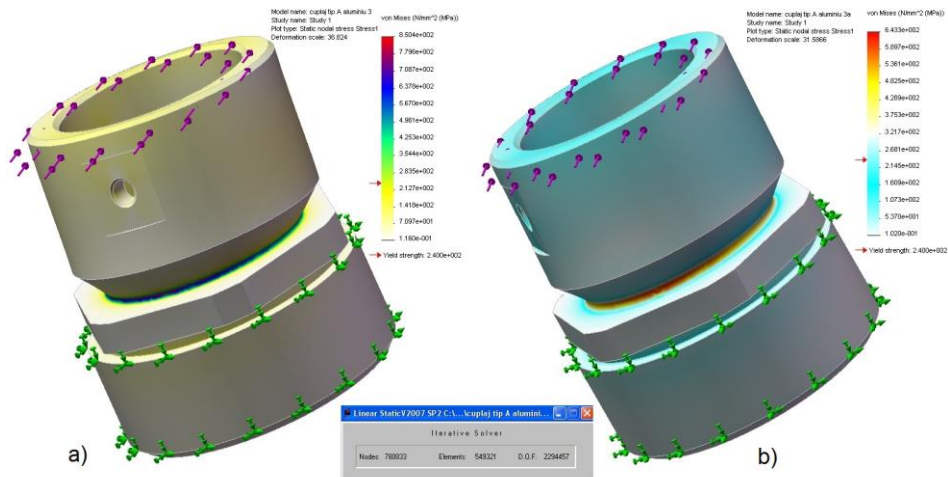 Model name: cuplaj tip A aluminiu 3
Study name: Study 1
Plot type: Static nodal stress Stress1
Deformation scale: 36.824
von Mises (N/mm^2 (MPa))
8.504e+002
7.796e+002
7.087e+002
6.378e+002
5.670e+002
4.961e+002
4.253e+002
3.544e+002
2.835e+002
2.127e+002
1.418e+002
7.097e+001
1.160e-001
Yield strength: 2.400e+002
a)
Model name: cuplaj tip A aluminiu 3a
Study name: Study 1
Plot type: Static nodal stress Stress1
Deformation scale: 31.5866
von Mises (N/mm^2 (MPa))
6.433e+002
5.897e+002
5.361e+002
4.825e+002
4.289e+002
3.753e+002
3.217e+002
2.681e+002
2.145e+002
1.609e+002
1.073e+002
5.370e+001
1.020e-001
Yield strength: 2.400e+002
b)
Linear StaticV2007 SP2 C:\...\cuplaj tip A alumini...
Iterative Solver
Nodes: 780833 Elements: 549321 D.O.F: 2294457